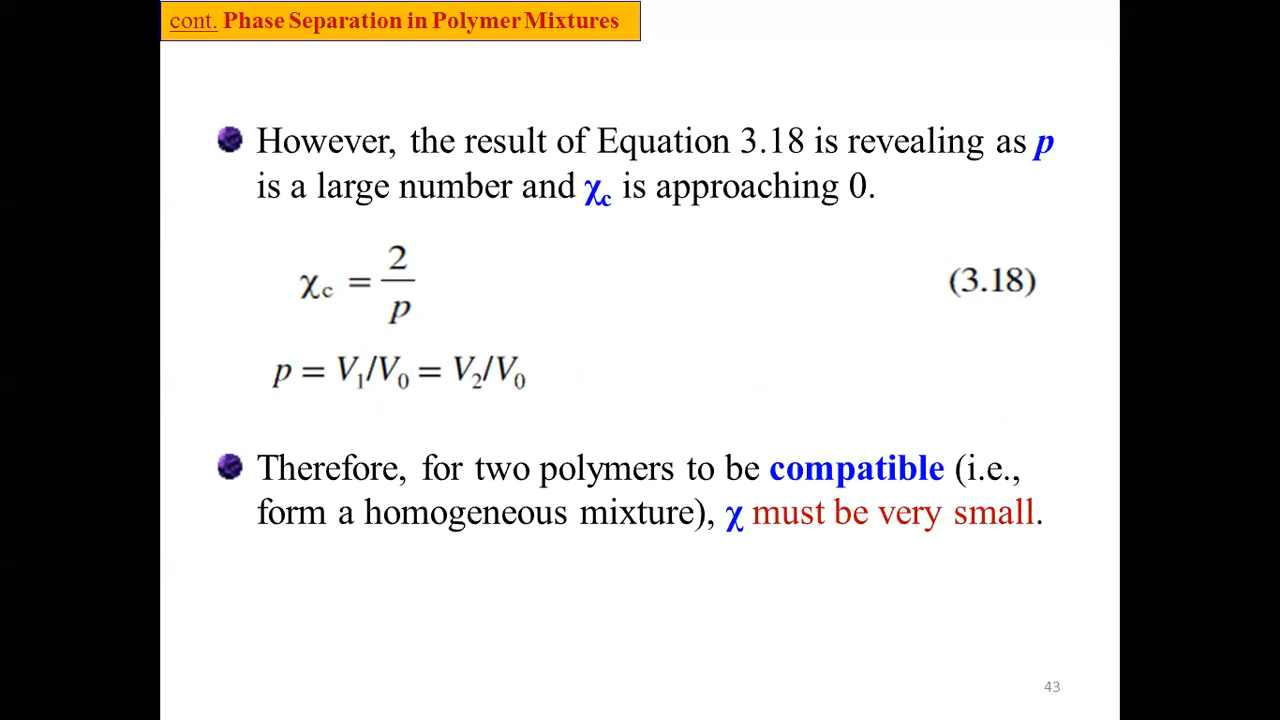 cont. Phase Separation in Polymer Mixtures
However, the result of Equation 3.18 is revealing as p
is a large number and χc is approaching 0.
χc = 2/p (3.18)
p = V1/V0 = V2/V0
Therefore, for two polymers to be compatible (i.e.,
form a homogeneous mixture), χ must be very small.
43